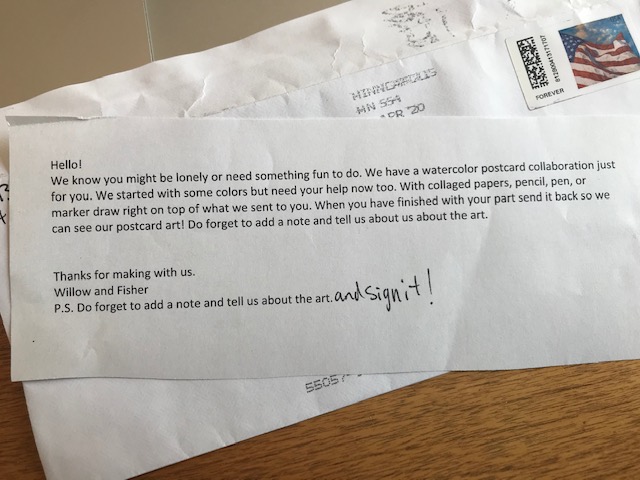 MINNEAPOLIS
MN 554
APR '20
FOREVER
Hello!
We know you might be lonely or need something fun to do. We have a watercolor postcard collaboration just
for you. We started with some colors but need your help now too. With collaged papers, pencil, pen, or
marker draw right on top of what we sent to you. When you have finished with your part send it back so we
can see our postcard art! Do forget to add a note and tell us about us about the art.
Thanks for making with us.
Willow and Fisher
P.S. Do forget to add a note and tell us about the art. and sign it!